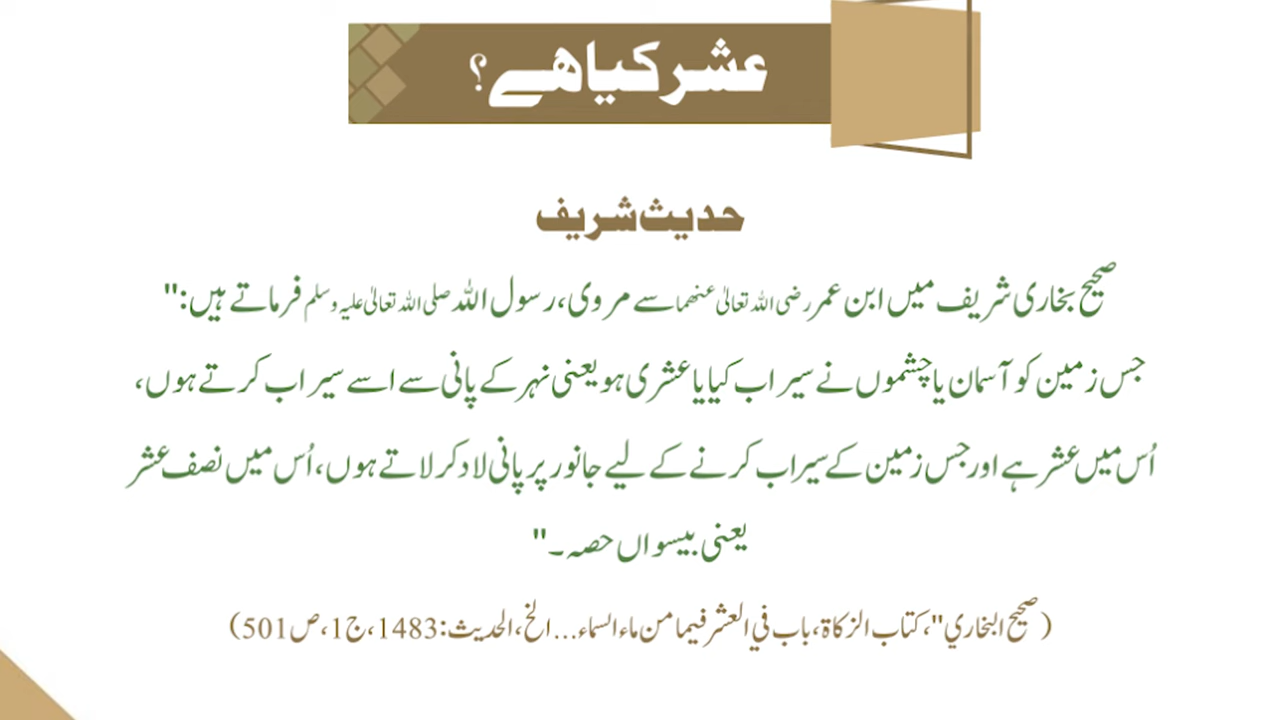 عشر کیا ھے؟
حدیث شریف
صحیح بخاری شریف میں ابن عمر رضی اللہ تعالیٰ عنھما سے مروی، رسول اللہ صلی اللہ تعالیٰ علیہ وسلم فرماتے ہیں: "
جس زمین کو آسمان یا چشموں نے سیراب کیا یا عشری ہو یعنی نہر کے پانی سے اسے سیراب کرتے ہوں،
اُس میں عشر ہے اور جس زمین کے سیراب کرنے کے لیے جانور پر پانی لاد کر لاتے ہوں، اُس میں نصف عشر
یعنی بیسواں حصہ۔"
(صحیح البخاري"، کتاب الزکاۃ، باب في العشر فیما من ماء السماء... الخ، الحدیث: 1483، ج1، ص501)